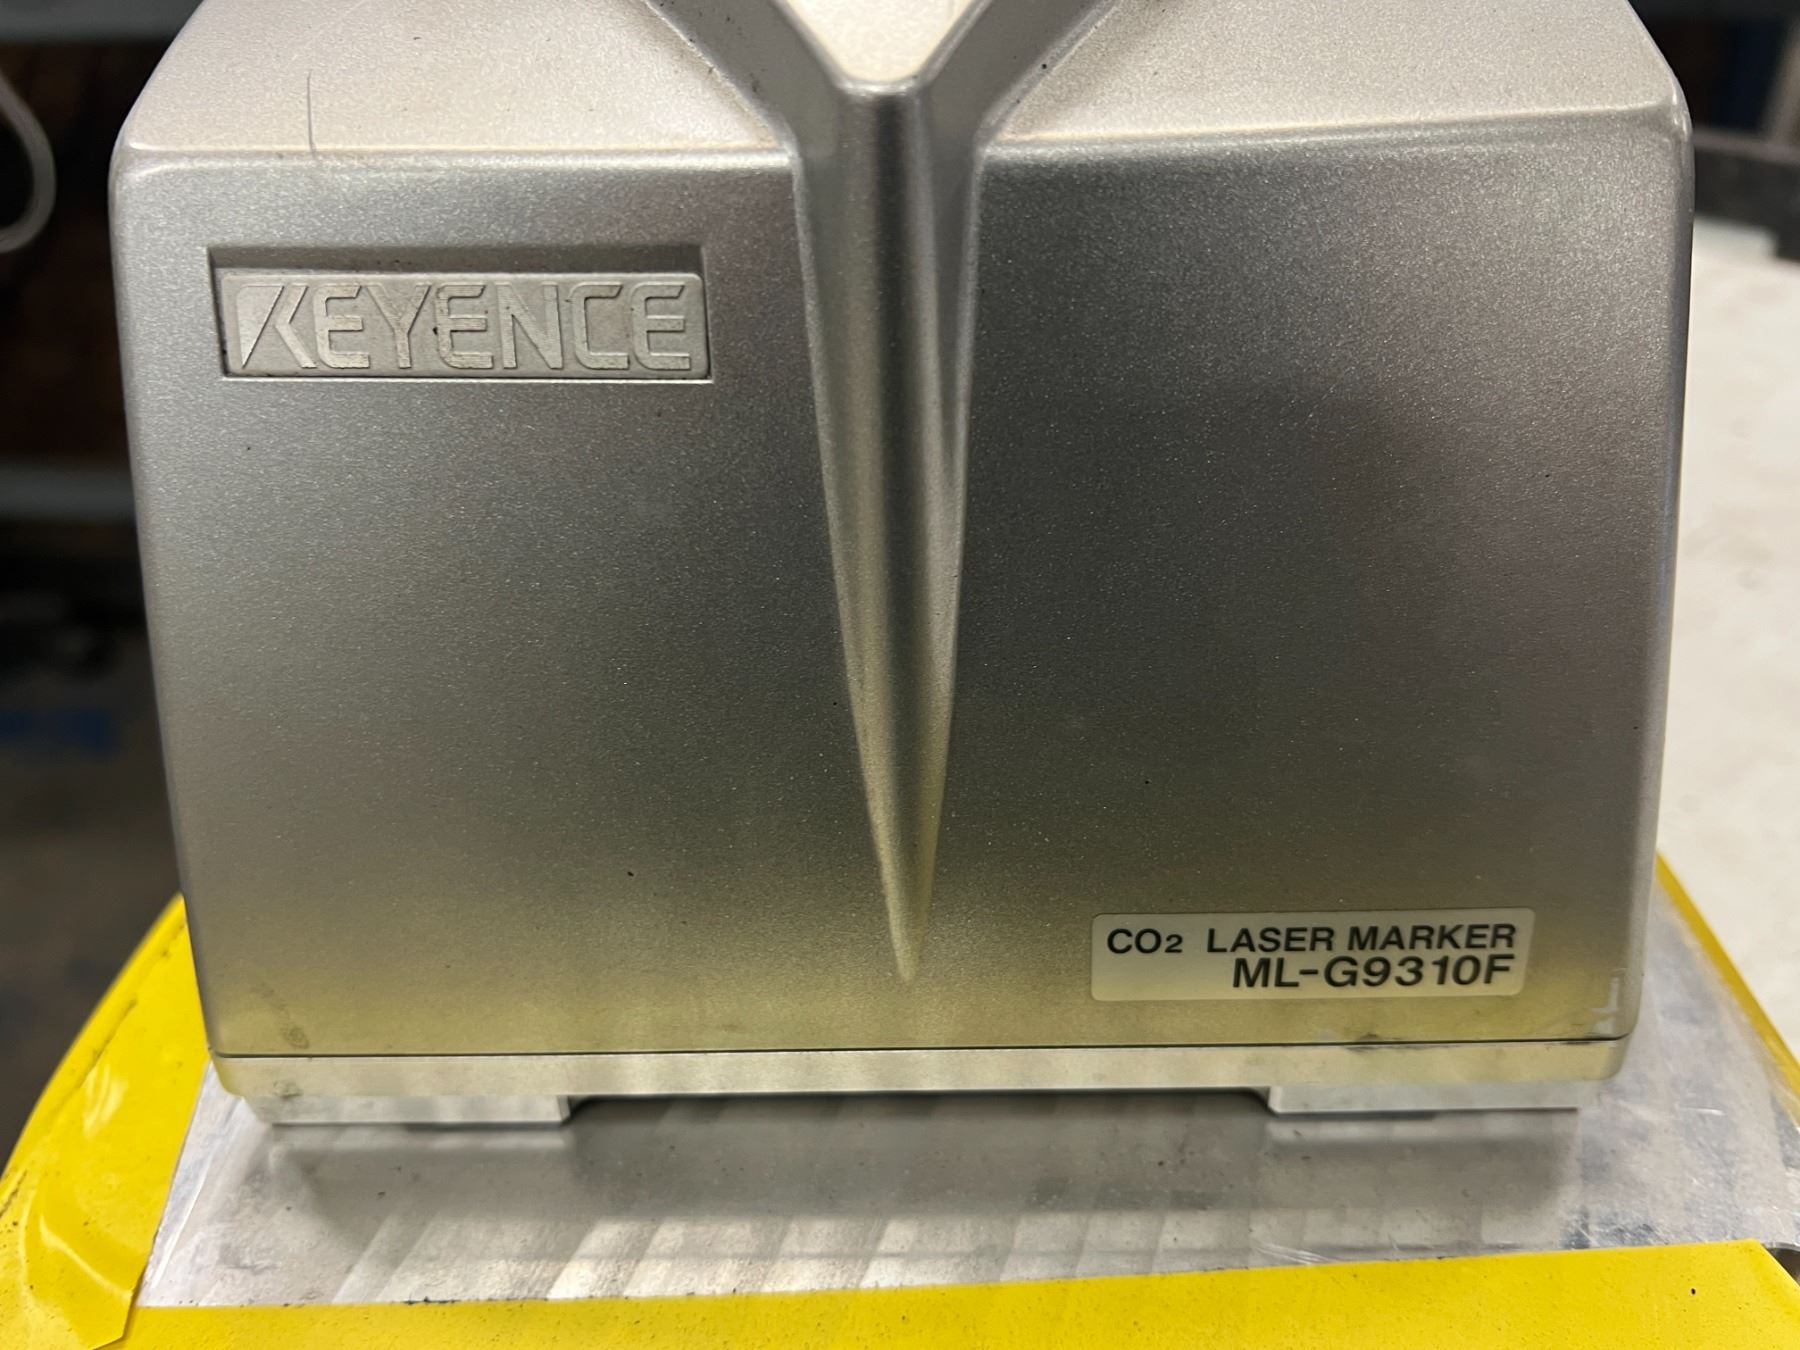 KEYENCE
CO2 LASER MARKER
ML-G9310F